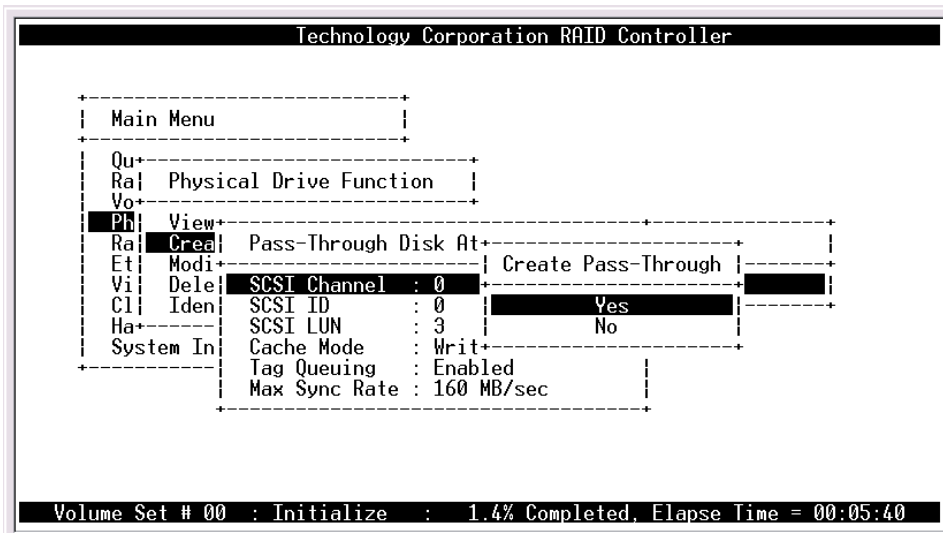 Technology Corporation RAID Controller
Main Menu
Qu
Ra Physical Drive Function
Vo
Ph View
Ra Crea Pass-Through Disk At
Et Modi Create Pass-Through
Vi Dele SCSI Channel : 0
Cl Iden SCSI ID : 0 Yes
Ha SCSI LUN : 3 No
System In Cache Mode : Writ
Tag Queuing : Enabled
Max Sync Rate : 160 MB/sec
Volume Set # 00 : Initialize : 1.4% Completed, Elapse Time = 00:05:40